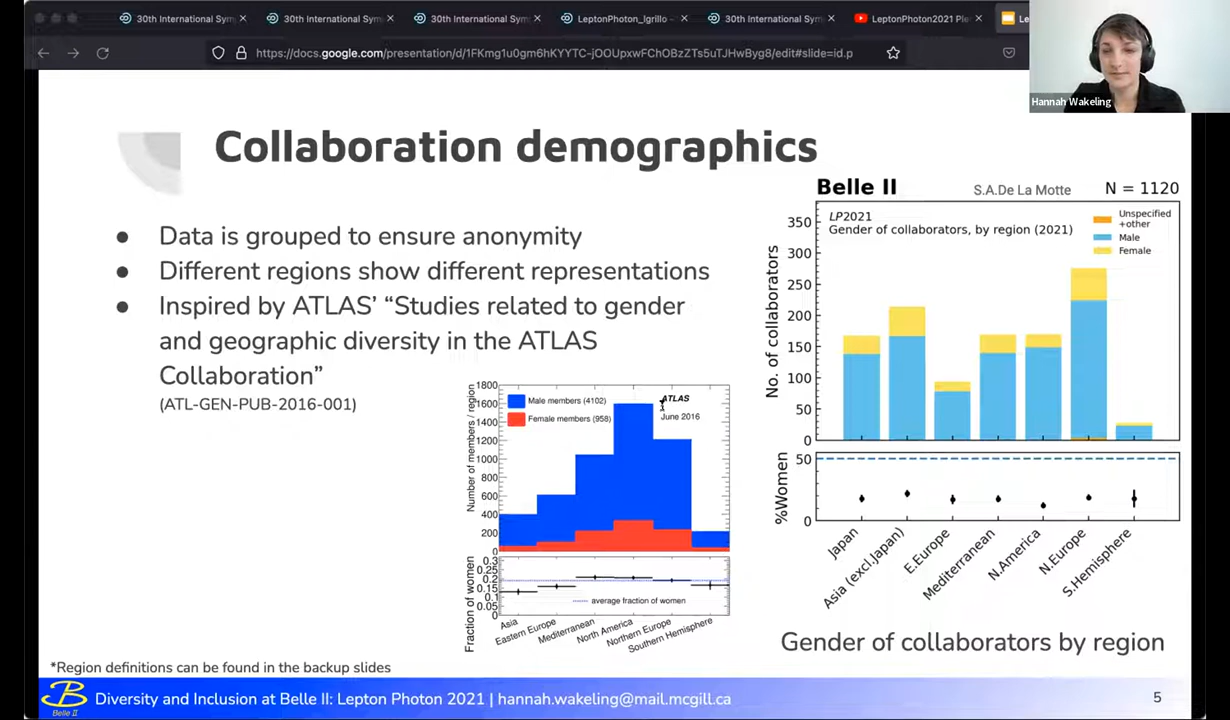 30th International Sym
30th International Sym
30th International Sym
LeptonPhoton_Igrillo -
30th International Sym
LeptonPhoton2021 Ple
Le
https://docs.google.com/presentation/d/1FKmg1u0gm6hKYYTC-jOOUpxwFChOBzZTs5uTJHwByg8/edit#slide=id.p
Hannah Wakeling
Collaboration demographics
● Data is grouped to ensure anonymity
● Different regions show different representations
● Inspired by ATLAS' “Studies related to gender
and geographic diversity in the ATLAS
Collaboration”
(ATL-GEN-PUB-2016-001)
Number of members / region
1800
1600
1400
1200
1000
800
600
400
200
0
Male members (4102)
Female members (958)
ATLAS
June 2016
Fraction of women
0.3
0.25
0.2
0.15
0.1
0.05
0
average fraction of women
Asia
Eastern Europe
Mediterranean
North America
Northern Europe
Southern Hemisphere
Belle II
S.A.De La Motte
N = 1120
LP2021
Gender of collaborators, by region (2021)
Unspecified
+other
Male
Female
No. of collaborators
350
300
250
200
150
100
50
0
%Women
50
0
Japan
Asia (excl.Japan)
E.Europe
Mediterranean
N.America
N.Europe
S.Hemisphere
Gender of collaborators by region
*Region definitions can be found in the backup slides
Belle II
Diversity and Inclusion at Belle II: Lepton Photon 2021 | hannah.wakeling@mail.mcgill.ca
5